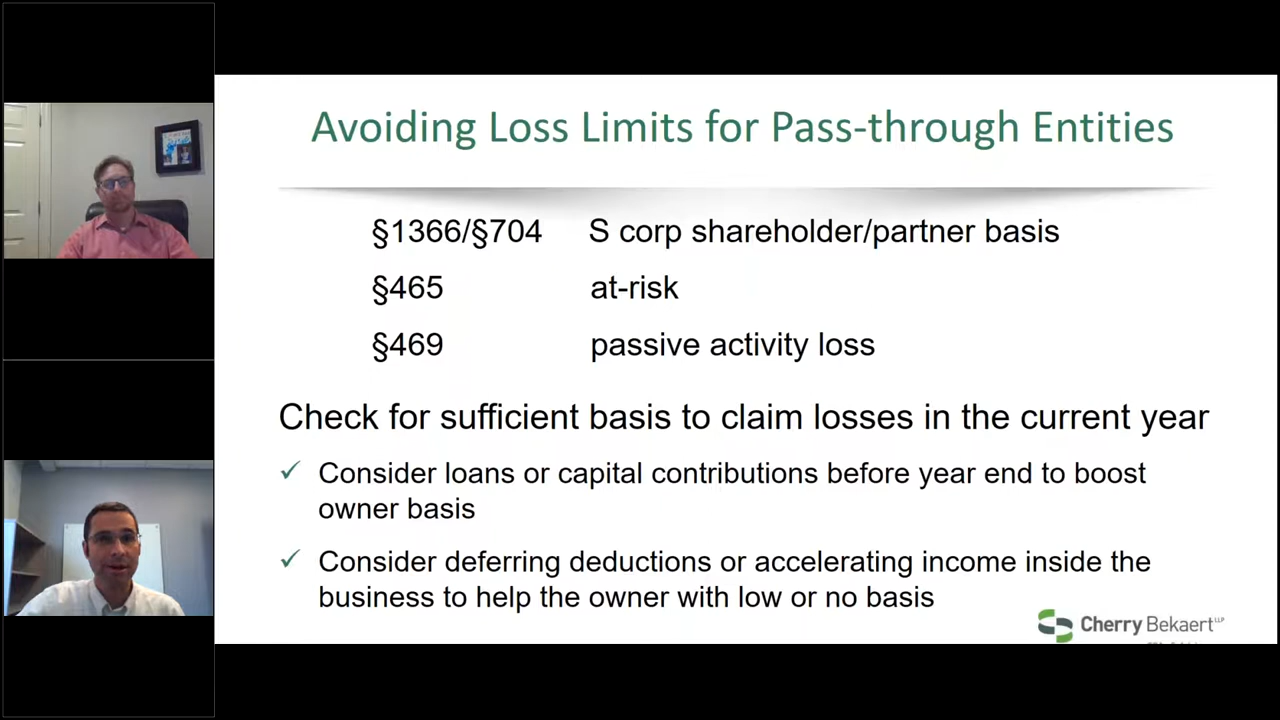 Avoiding Loss Limits for Pass-through Entities
§1366/§704 S corp shareholder/partner basis
§465 at-risk
§469 passive activity loss
Check for sufficient basis to claim losses in the current year
✓ Consider loans or capital contributions before year end to boost
owner basis
✓ Consider deferring deductions or accelerating income inside the
business to help the owner with low or no basis
Cherry Bekaert LLP